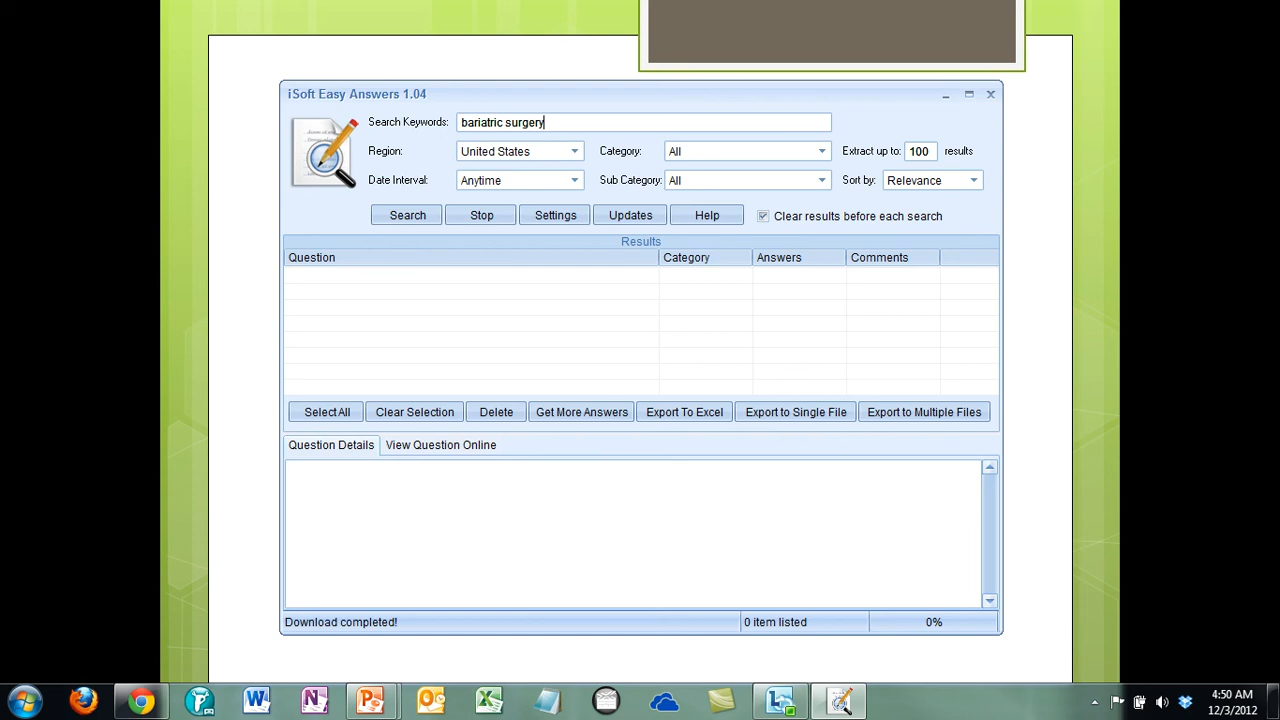 iSoft Easy Answers 1.04
Search Keywords: bariatric surgery
Region: United States Category: All Extract up to: 100 results
Date Interval: Anytime Sub Category: All Sort by: Relevance
Search Stop Settings Updates Help Clear results before each search
Results
Question Category Answers Comments
Select All Clear Selection Delete Get More Answers Export To Excel Export to Single File Export to Multiple Files
Question Details View Question Online
Download completed! 0 item listed 0%
4:50 AM
12/3/2012